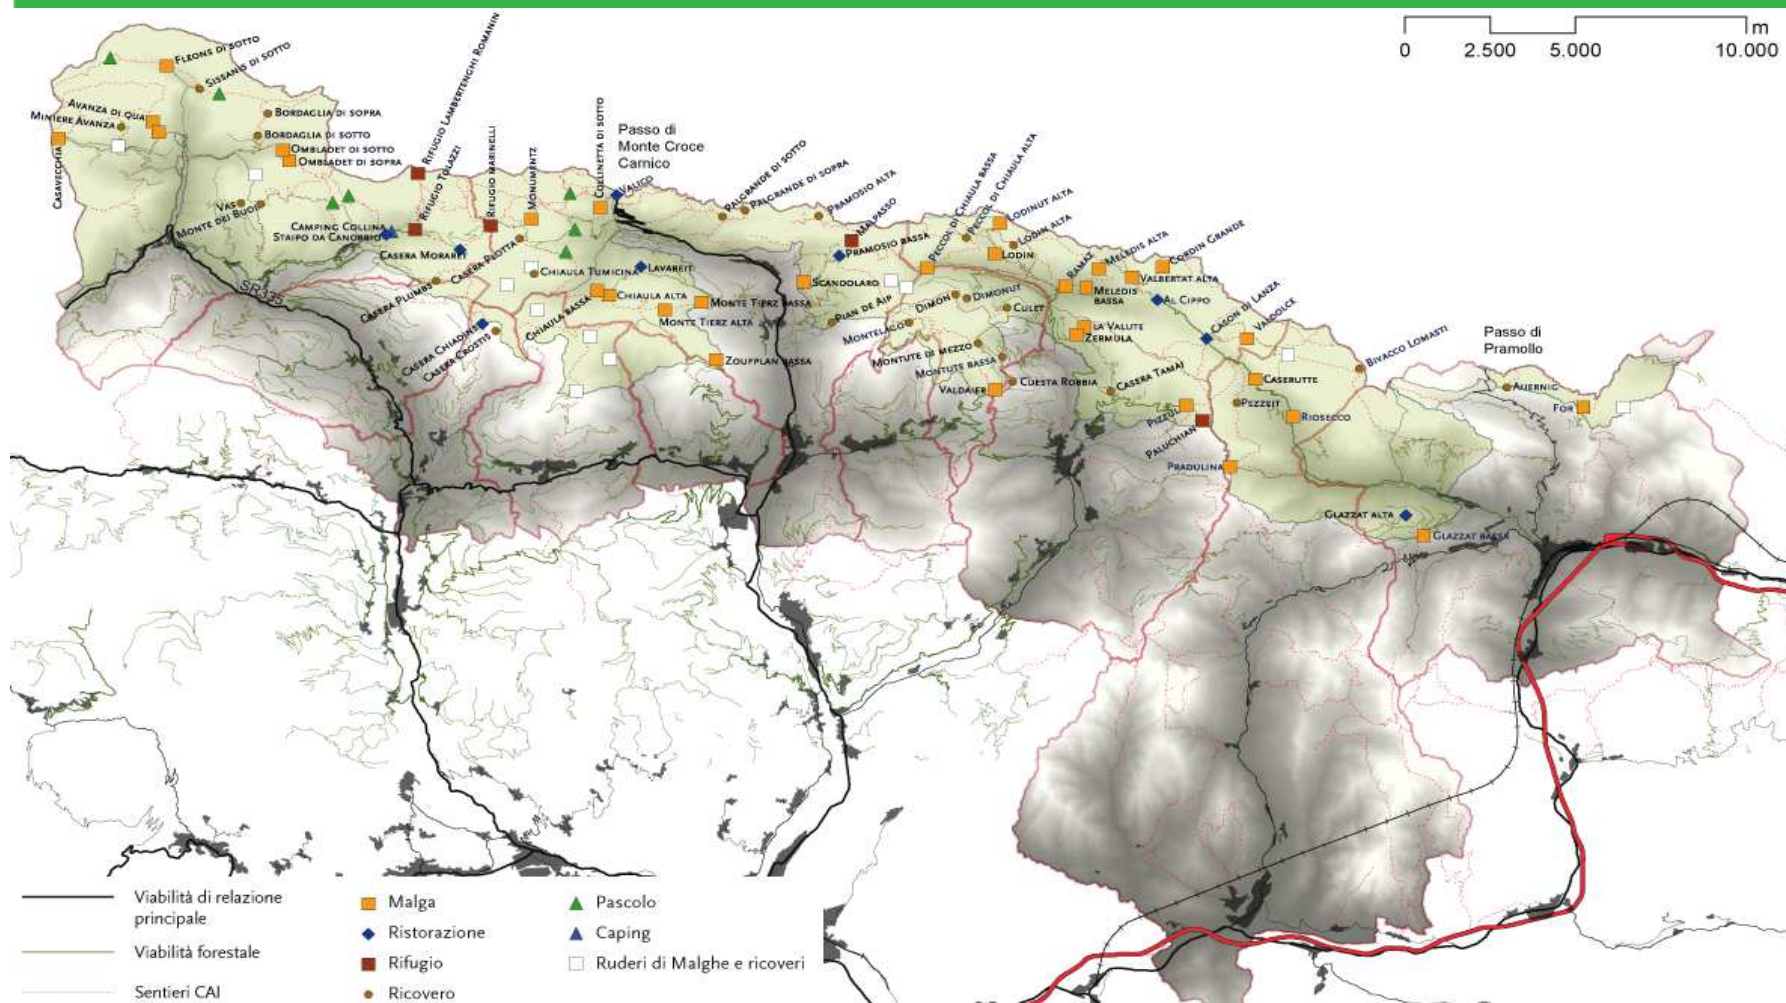 m
0 2.500 5.000 10.000
Fleons di sotto
Sissanis di sotto
Avanza di qua
Miniere Avanza
Casavecchia
Bordaglia di sopra
Bordaglia di sotto
Ombladet di sotto
Ombladet di sopra
Vas
Monte dei Buoi
Rifugio Lambertenghi Romanin
Rifugio Tolazzi
Rifugio Marinelli
Monumentz
Collinetta di sotto
Valico
Passo di
Monte Croce
Carnico
Camping Collina
Staipo da Canobbio
Casera Moraret
Casera Plotta
Casera Plumbs
SR335
Chiaula Tumicina
Lavareit
Chiaula bassa
Chiaula alta
Monte Tierz bassa
Monte Tierz alta
Casera Chiadins
Casera Crostis
Zoufplan bassa
Palgrande di sotto
Palgrande di sopra
Pramosio alta
Malpasso
Pramosio bassa
Scandolaro
Pian de Aip
Peccol di Chiaula bassa
Peccol di Chiaula alta
Lodinut alta
Lodin alta
Lodin
Dimon
Dimonut
Culet
Montelago
Montute di mezzo
Montute bassa
Valdaier
Cuesta Robbia
Ramaz
Meledis alta
Cordin Grande
Valbertat alta
Meledis
bassa
Al Cippo
La Valute
Zermula
Cason di Lanza
Valdolce
Casera Tamai
Caserutte
Bivacco Lomasti
Pezzeit
Riosecco
Pizzul
Paluchian
Pradulina
Passo di
Pramollo
Auernig
For
Glazzat alta
Glazzat bassa
Viabilità di relazione
principale
Viabilità forestale
Sentieri CAI
Malga
Ristorazione
Rifugio
Ricovero
Pascolo
Caping
Ruderi di Malghe e ricoveri